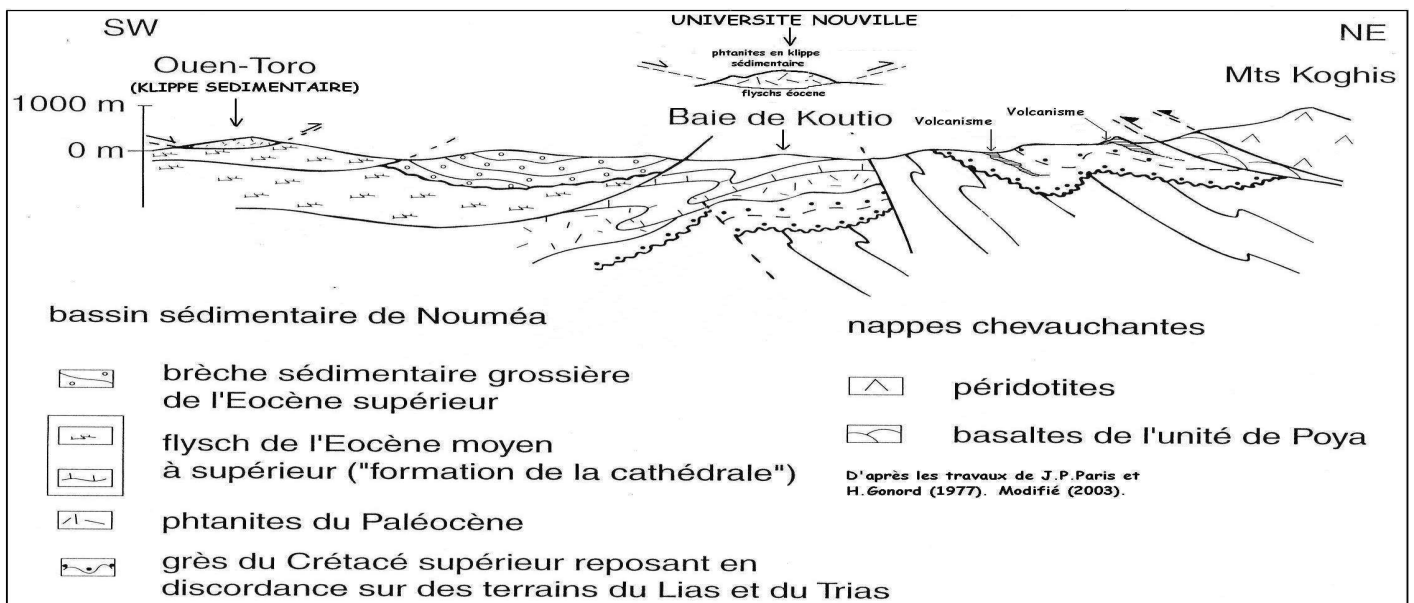 SW
UNIVERSITE NOUVILLE
NE
phtanites en klippe
sédimentaire
flyschs éocene
Ouen-Toro
(KLIPPE SEDIMENTAIRE)
Mts Koghis
1000 m
0 m
Baie de Koutio
Volcanisme
Volcanisme
bassin sédimentaire de Nouméa
brèche sédimentaire grossière
de l'Eocène supérieur
flysch de l'Eocène moyen
à supérieur ("formation de la cathédrale")
phtanites du Paléocène
grès du Crétacé supérieur reposant en
discordance sur des terrains du Lias et du Trias
nappes chevauchantes
péridotites
basaltes de l'unité de Poya
D'après les travaux de J.P.Paris et
H.Gonord (1977). Modifié (2003).